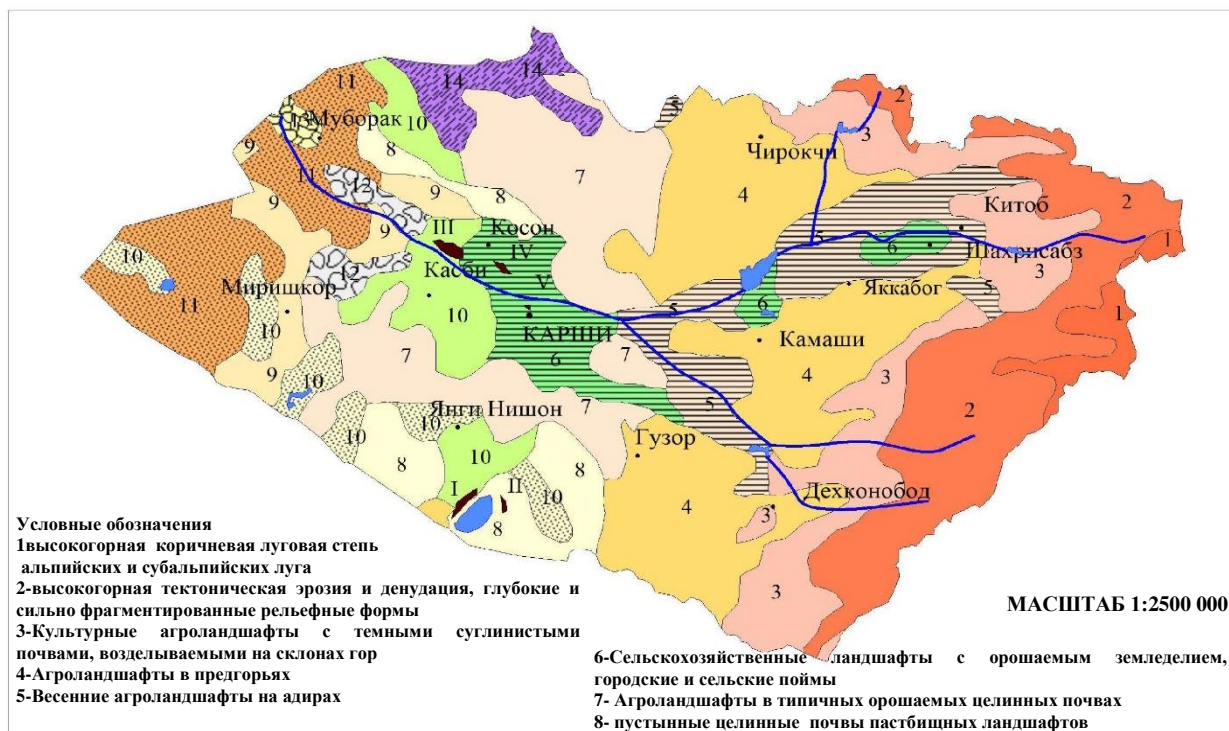 14
14
11
2
5
10
13
Муборак
3
Чирокчи
9
8
7
4
11
12
9
8
Китоб
2
9
III
Косон
5
6
1
9
IV
Шахрисабз
12
Касби
V
3
10
Миришкор
6
Яккабог
5
11
10
10
КАРШИ
Камаши
1
7
6
7
9
10
4
3
5
2
Янги Нишон
7
10
10
Гузор
8
10
8
I
II
10
4
Дехконобод
8
3
3
Условные обозначения
1высокогорная коричневая луговая степь
альпийских и субальпийских луга
2-высокогорная тектоническая эрозия и денудация, глубокие и
сильно фрагментированные рельефные формы
3-Культурные агроландшафты с темными суглинистыми
почвами, возделываемыми на склонах гор
4-Агроландшафты в предгорьях
5-Весенние агроландшафты на адирах
МАСШТАБ 1:2500 000
6-Сельскохозяйственные ландшафты с орошаемым земледелием,
городские и сельские поймы
7- Агроландшафты в типичных орошаемых целинных почвах
8- пустынные целинные почвы пастбищных ландшафтов